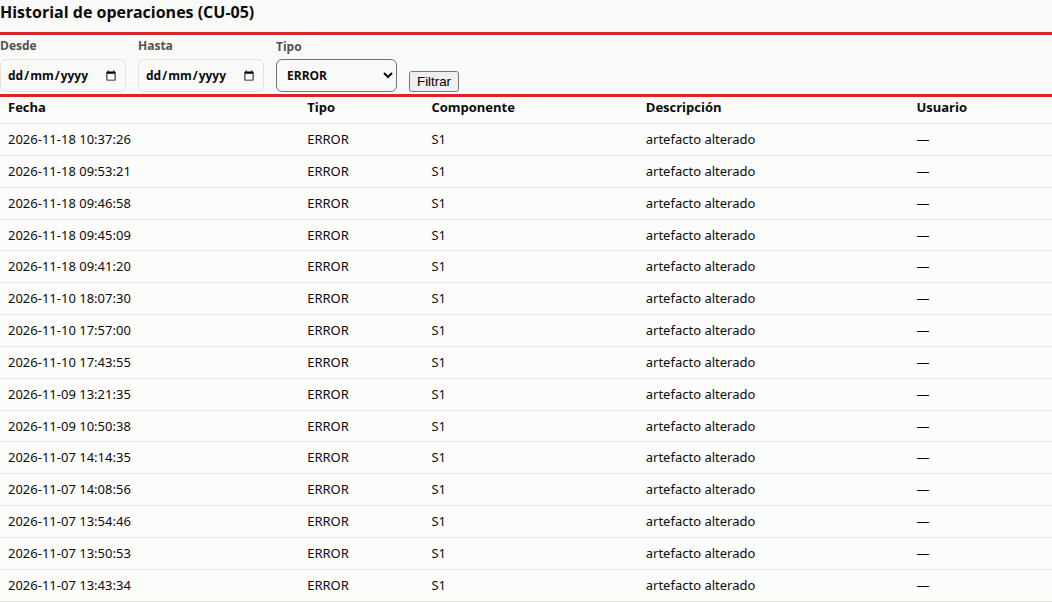 Historial de operaciones (CU-05)
Desde Hasta Tipo
dd/mm/yyyy dd/mm/yyyy ERROR Filtrar
Fecha Tipo Componente Descripción Usuario
2026-11-18 10:37:26 ERROR S1 artefacto alterado —
2026-11-18 09:53:21 ERROR S1 artefacto alterado —
2026-11-18 09:46:58 ERROR S1 artefacto alterado —
2026-11-18 09:45:09 ERROR S1 artefacto alterado —
2026-11-18 09:41:20 ERROR S1 artefacto alterado —
2026-11-10 18:07:30 ERROR S1 artefacto alterado —
2026-11-10 17:57:00 ERROR S1 artefacto alterado —
2026-11-10 17:43:55 ERROR S1 artefacto alterado —
2026-11-09 13:21:35 ERROR S1 artefacto alterado —
2026-11-09 10:50:38 ERROR S1 artefacto alterado —
2026-11-07 14:14:35 ERROR S1 artefacto alterado —
2026-11-07 14:08:56 ERROR S1 artefacto alterado —
2026-11-07 13:54:46 ERROR S1 artefacto alterado —
2026-11-07 13:50:53 ERROR S1 artefacto alterado —
2026-11-07 13:43:34 ERROR S1 artefacto alterado —